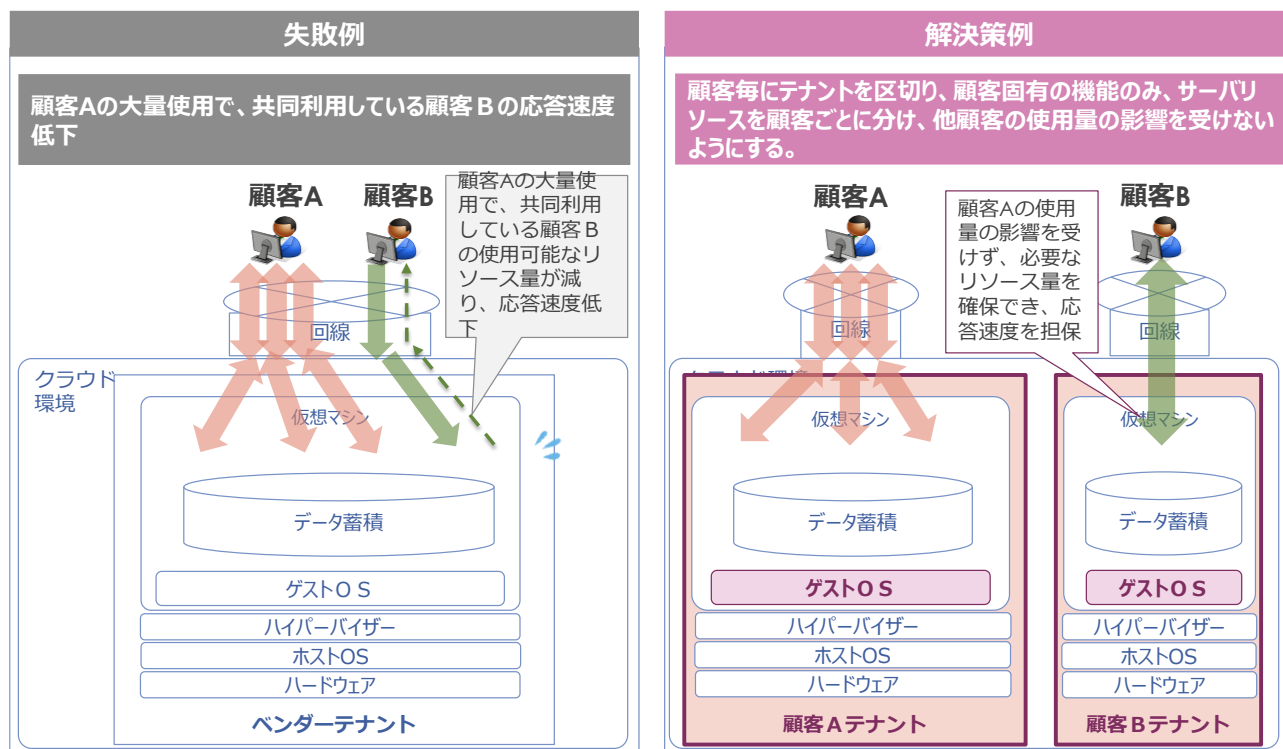 失敗例
顧客Aの大量使用で、共同利用している顧客Ｂの応答速度
低下
顧客A
顧客B
顧客Aの大量使
用で、共同利用
している顧客Ｂ
の使用可能なリ
ソース量が減
り、応答速度低
下
回線
クラウド
環境
仮想マシン
データ蓄積
ゲストＯＳ
ハイパーバイザー
ホストOS
ハードウェア
ベンダーテナント
解決策例
顧客毎にテナントを区切り、顧客固有の機能のみ、サーバリ
ソースを顧客ごとに分け、他顧客の使用量の影響を受けない
ようにする。
顧客A
顧客B
顧客Aの使用
量の影響を受
けず、必要な
リソース量を
確保でき、応
答速度を担保
回線
回線
仮想マシン
データ蓄積
ゲストＯＳ
ハイパーバイザー
ホストOS
ハードウェア
顧客Ａテナント
仮想マシン
データ蓄積
ゲストＯＳ
ハイパーバイザー
ホストOS
ハードウェア
顧客Ｂテナント